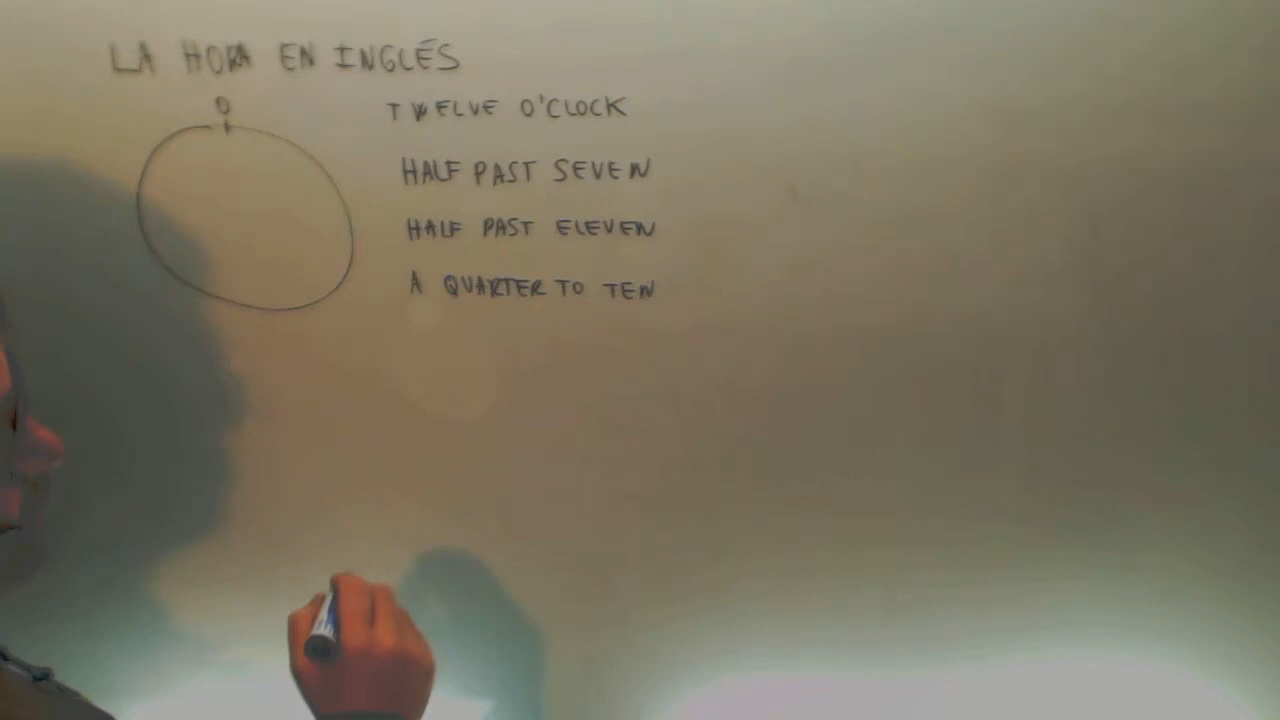 LA HORA EN INGLÉS
0
TWELVE O'CLOCK
HALF PAST SEVEN
HALF PAST ELEVEN
A QUARTER TO TEN